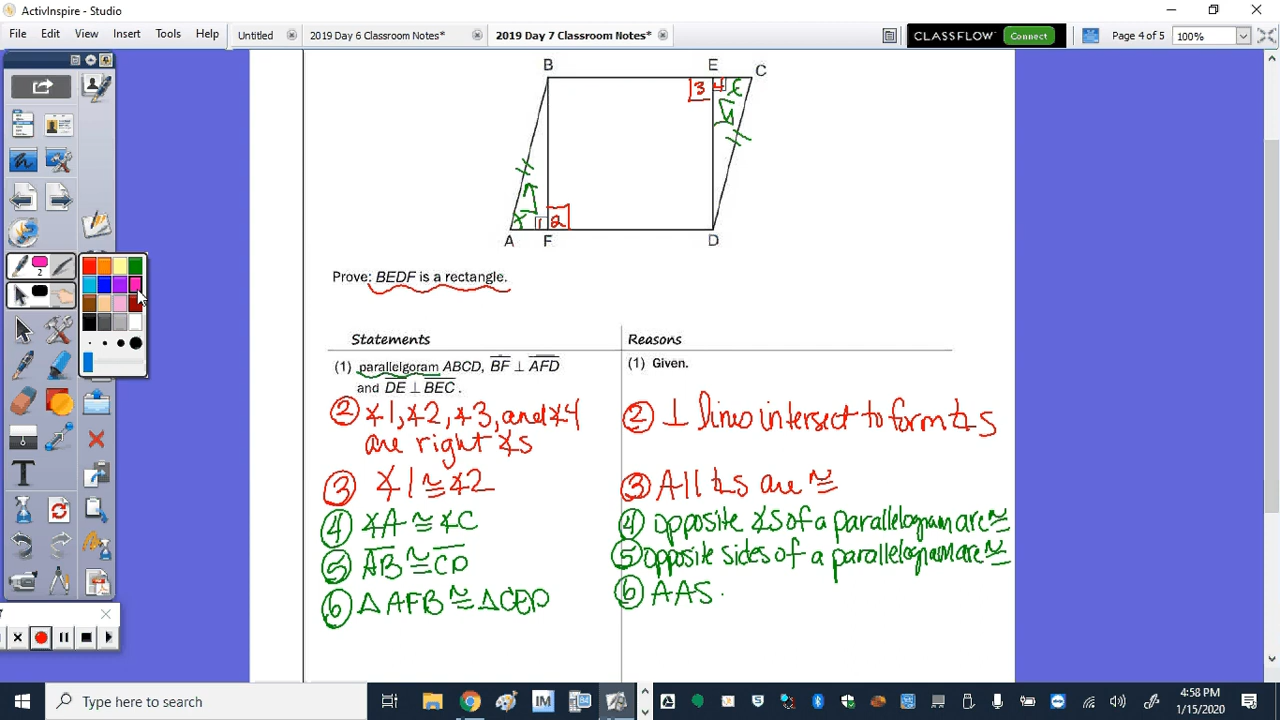 ActivInspire - Studio
File Edit View Insert Tools Help
Untitled
2019 Day 6 Classroom Notes*
2019 Day 7 Classroom Notes*
CLASSFLOW Connect
Page 4 of 5
100%
B E C
3 4 x
x 1 2
A F D
2
Prove: BEDF is a rectangle.
Statements Reasons
(1) parallelgoram ABCD, BF ⊥ AFD
and DE ⊥ BEC.
(1) Given.
② ∡1, ∡2, ∡3, and ∡4
are right ∡s
② ⊥ lines intersect to form ∟s
③ ∡1 ≅ ∡2
③ All ∟s are ≅
④ ∡A ≅ ∡C
④ opposite ∡s of a parallelogram are ≅
⑤ AB ≅ CD
⑤ opposite sides of a parallelogram are ≅
⑥ △AFB ≅ △CED
⑥ AAS
T
Type here to search
IM
4:58 PM
1/15/2020